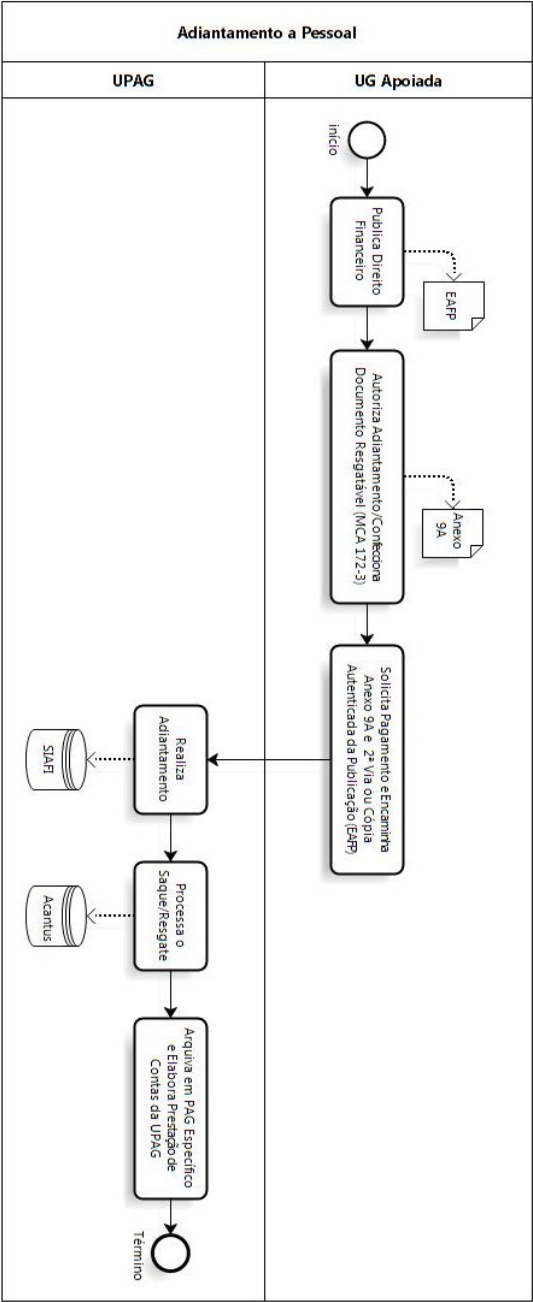 Adiantamento a Pessoal
UPAG
UG Apoiada
início
Publica Direito
Financeiro
EAFP
Autoriza Adiantamento/Confecciona
Documento Resgatável (MCA 172-3)
Anexo
9A
Solicita Pagamento e Encaminha
Anexo 9A e 2ª Via ou Cópia
Autenticada da Publicação (EAFP)
Realiza
Adiantamento
SIAFI
Processa o
Saque/Resgate
Acantus
Arquiva em PAG Específico
e Elabora Prestação de
Contas da UPAG
Término